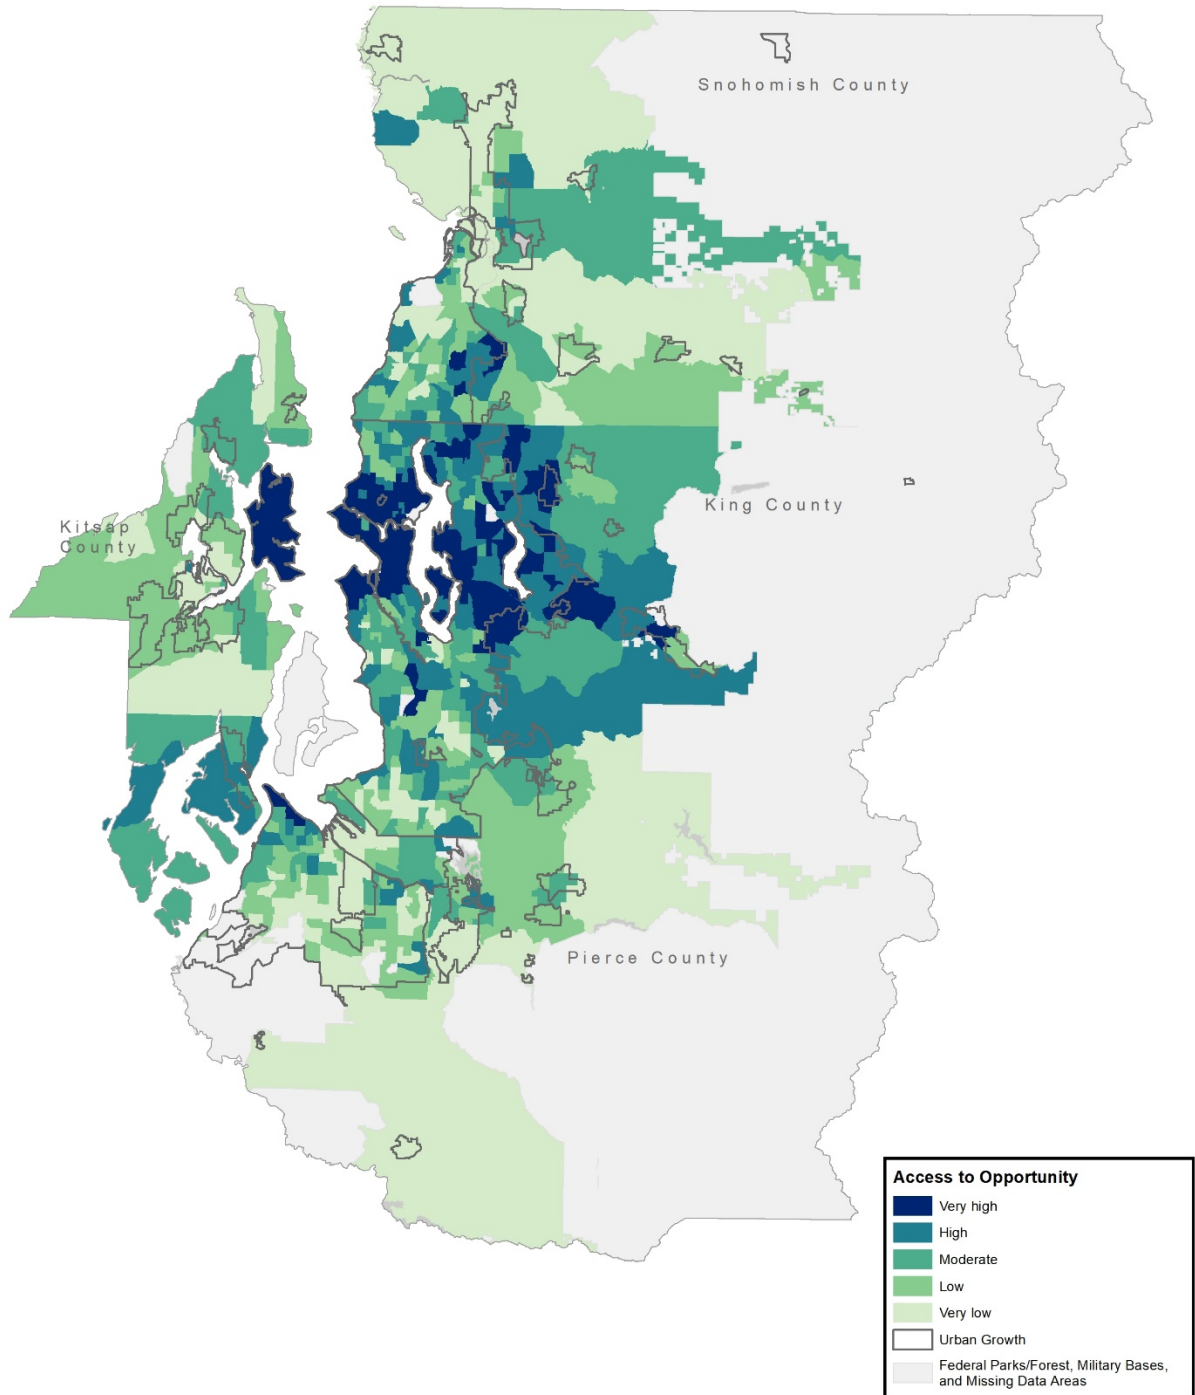 Snohomish County
King County
Kitsap
County
Pierce County
Access to Opportunity
Very high
High
Moderate
Low
Very low
Urban Growth
Federal Parks/Forest, Military Bases,
and Missing Data Areas